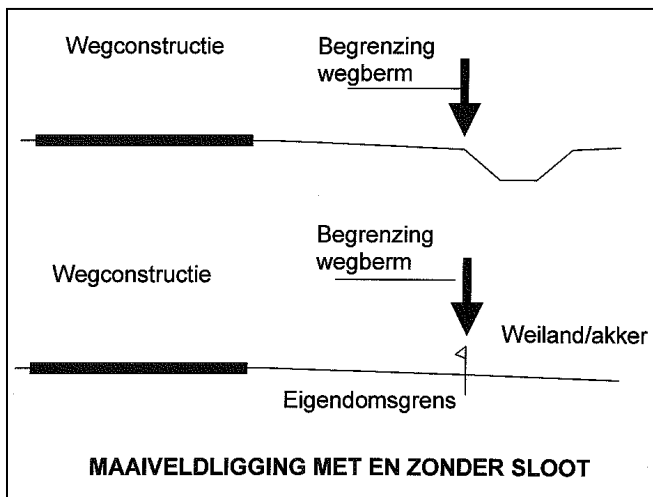 Wegconstructie
Begrenzing
wegberm
Begrenzing
wegberm
Wegconstructie
Weiland/akker
Eigendomsgrens
MAAIVELDLIGGING MET EN ZONDER SLOOT